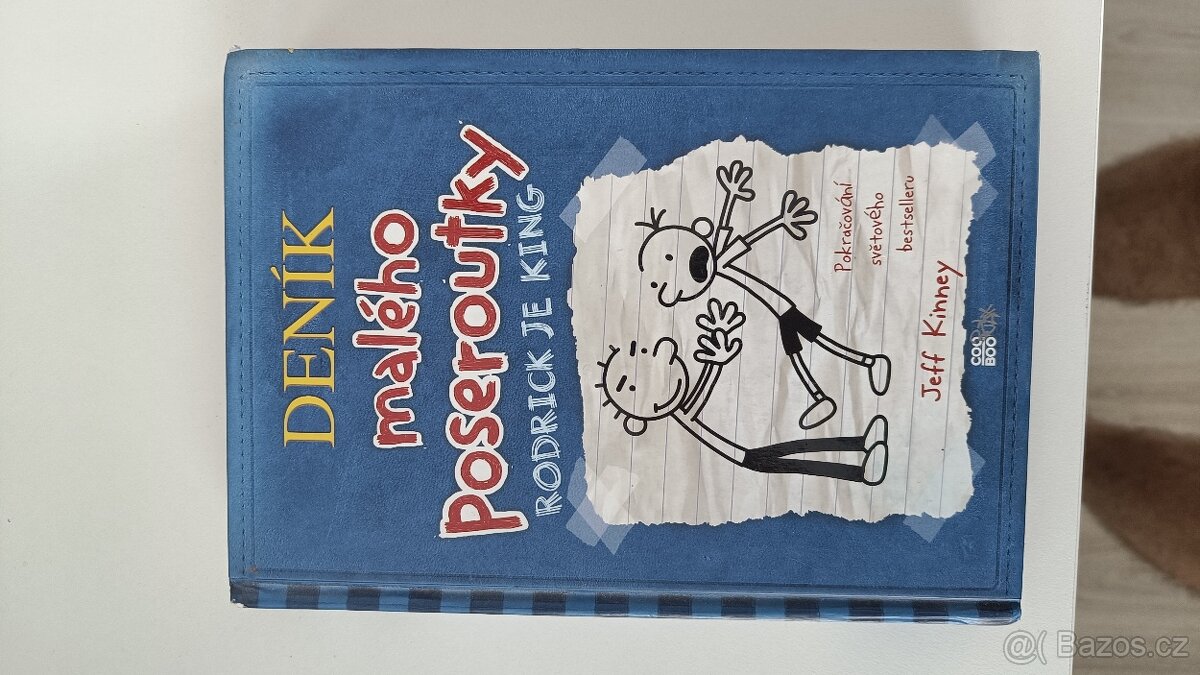 DENÍK
malého
poseroutky
RODRICK JE KING
Pokračování
světového
bestselleru
Jeff Kinney
COO
BOO
@( Bazos.cz